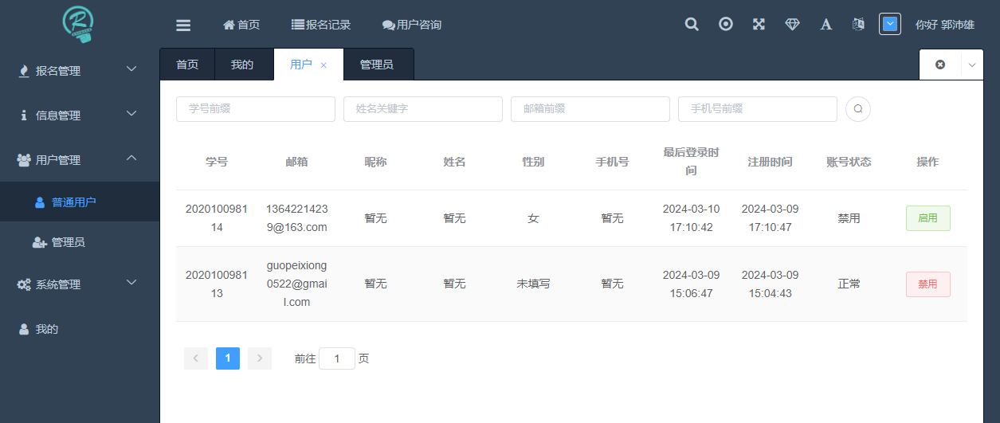 首页 报名记录 用户咨询 你好 郭沛雄
首页 我的 用户 × 管理员
报名管理
信息管理
用户管理
普通用户
管理员
系统管理
我的
学号前缀 姓名关键字 邮箱前缀 手机号前缀
学号 邮箱 昵称 姓名 性别 手机号 最后登录时间 注册时间 账号状态 操作
202010098114 13642214239@163.com 暂无 暂无 女 暂无 2024-03-10 17:10:42 2024-03-09 17:10:47 禁用 启用
202010098113 guopeixiong0522@gmail.com 暂无 暂无 未填写 暂无 2024-03-09 15:06:47 2024-03-09 15:04:43 正常 禁用
1 前往 1 页